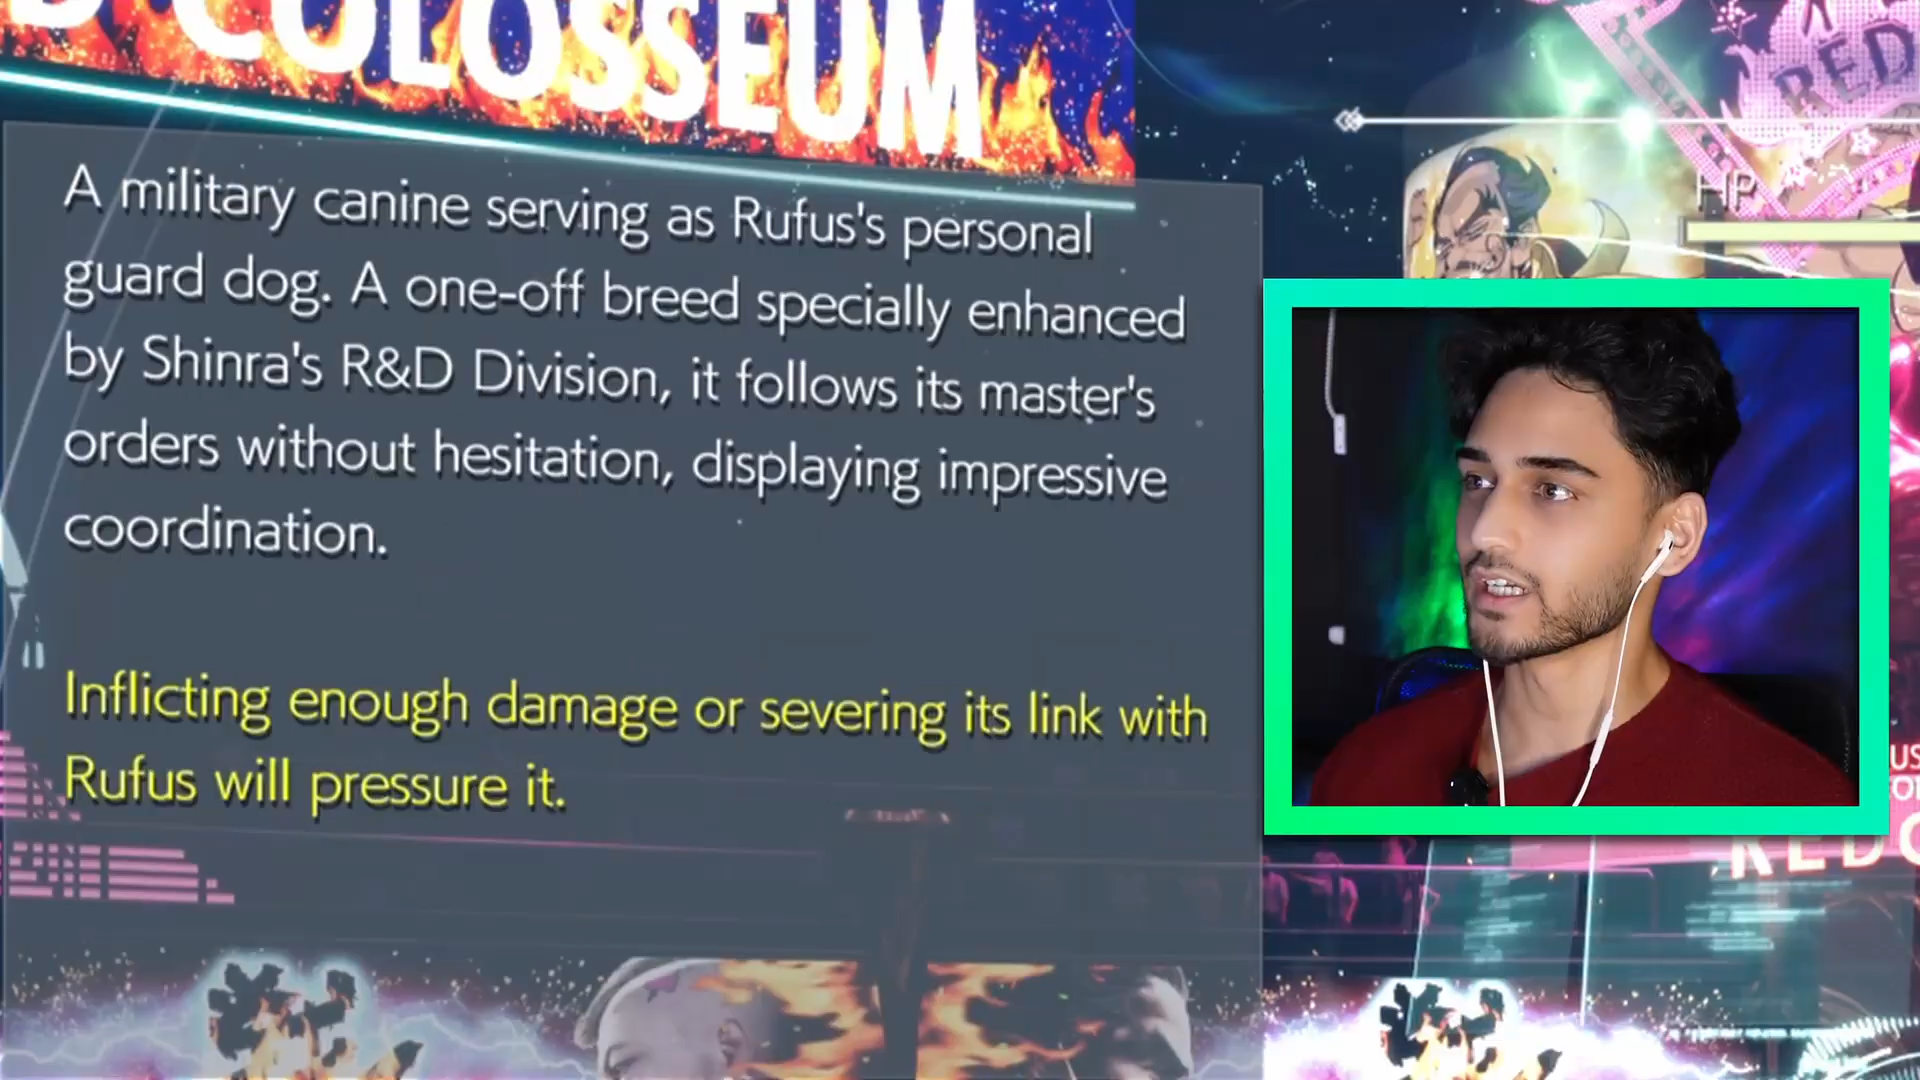 COLOSSEUM
RED
HP
A military canine serving as Rufus's personal
guard dog. A one-off breed specially enhanced
by Shinra's R&D Division, it follows its master's
orders without hesitation, displaying impressive
coordination.
Inflicting enough damage or severing its link with
Rufus will pressure it.